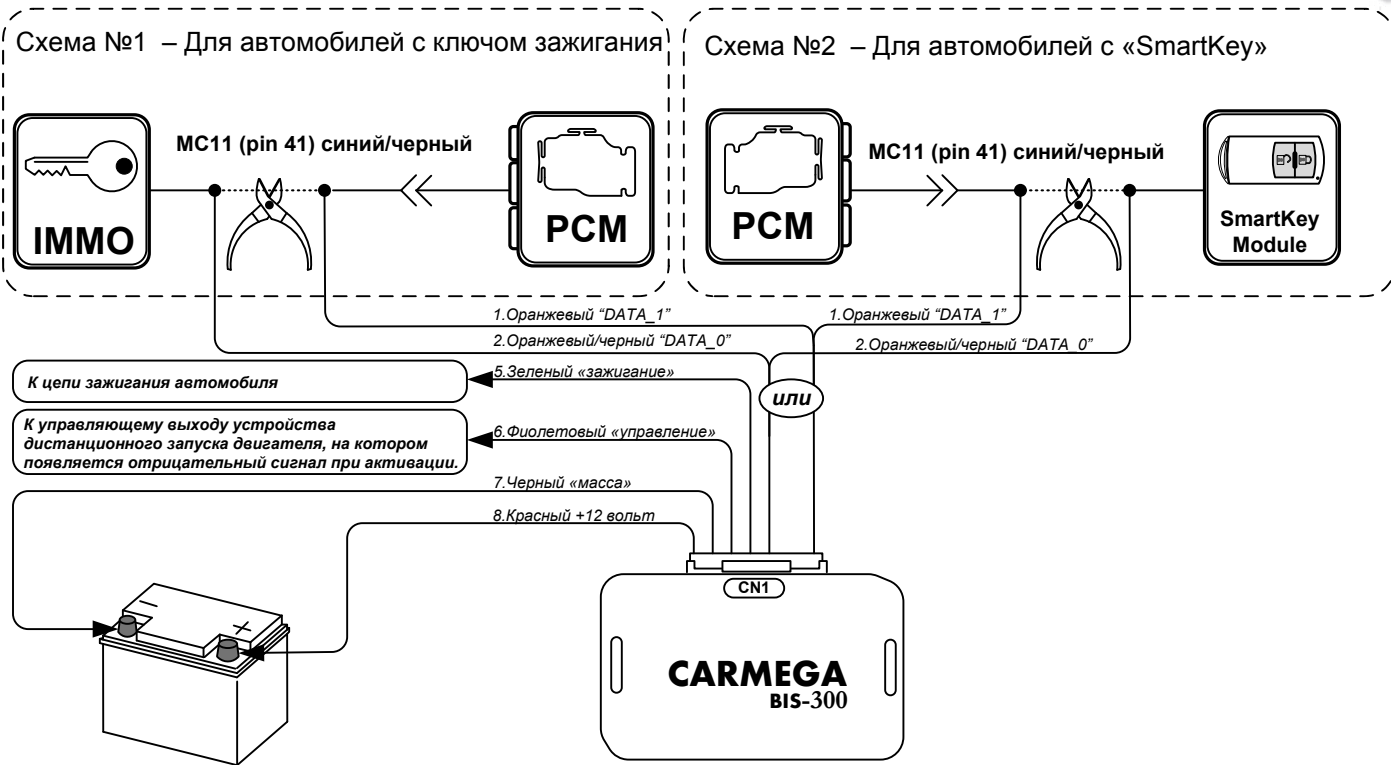 Схема №1 – Для автомобилей с ключом зажигания
Схема №2 – Для автомобилей с «SmartKey»
МС11 (pin 41) синий/черный
IMMO
PCM
МС11 (pin 41) синий/черный
PCM
SmartKey
Module
1.Оранжевый “DATA_1”
1.Оранжевый “DATA_1”
2.Оранжевый/черный “DATA_0”
2.Оранжевый/черный “DATA_0”
К цепи зажигания автомобиля
5.Зеленый «зажигание»
или
К управляющему выходу устройства
дистанционного запуска двигателя, на котором
появляется отрицательный сигнал при активации.
6.Фиолетовый «управление»
7.Черный «масса»
8.Красный +12 вольт
CN1
CARMEGA
BIS-300